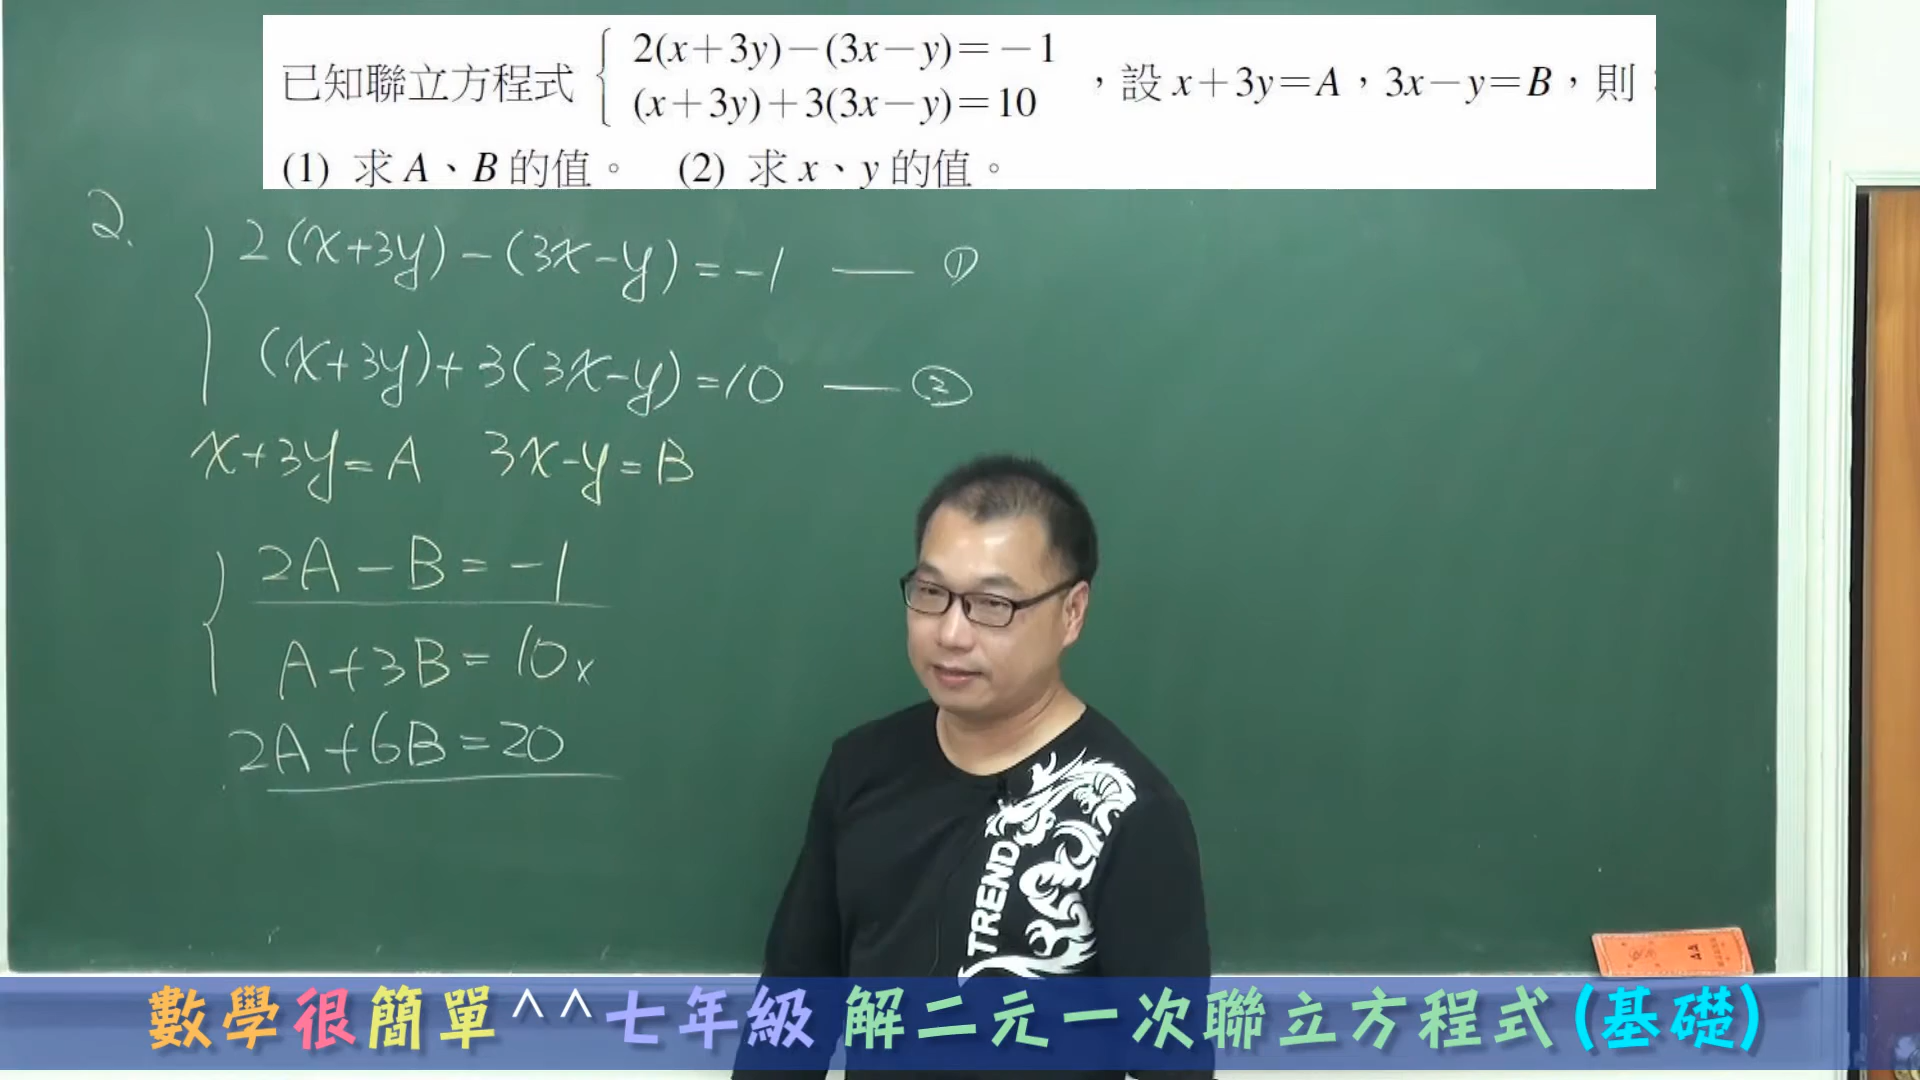 已知聯立方程式 { 2(x+3y)-(3x-y)=-1 (x+3y)+3(3x-y)=10 ，設 x+3y=A，3x-y=B，則
(1) 求 A、B 的值。 (2) 求 x、y 的值。
2.
2(x+3y)-(3x-y)=-1 —— ①
(x+3y)+3(3x-y)=10 —— ②
x+3y=A 3x-y=B
2A-B=-1
A+3B=10x
2A+6B=20
TREND
數學很簡單^^七年級 解二元一次聯立方程式(基礎)